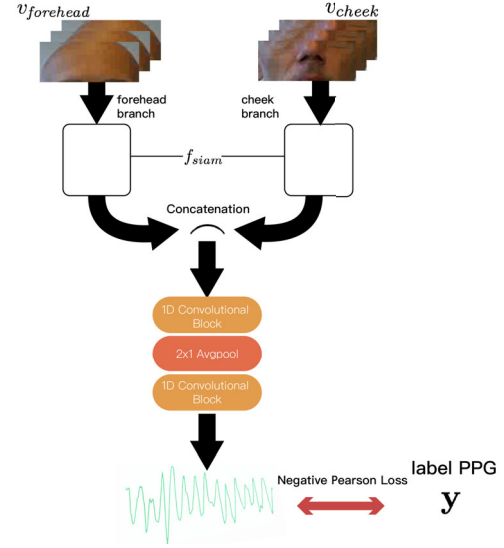 v_forehead
v_cheek
forehead
branch
cheek
branch
f_siam
Concatenation
1D Convolutional
Block
2x1 Avgpool
1D Convolutional
Block
Negative Pearson Loss
label PPG
y